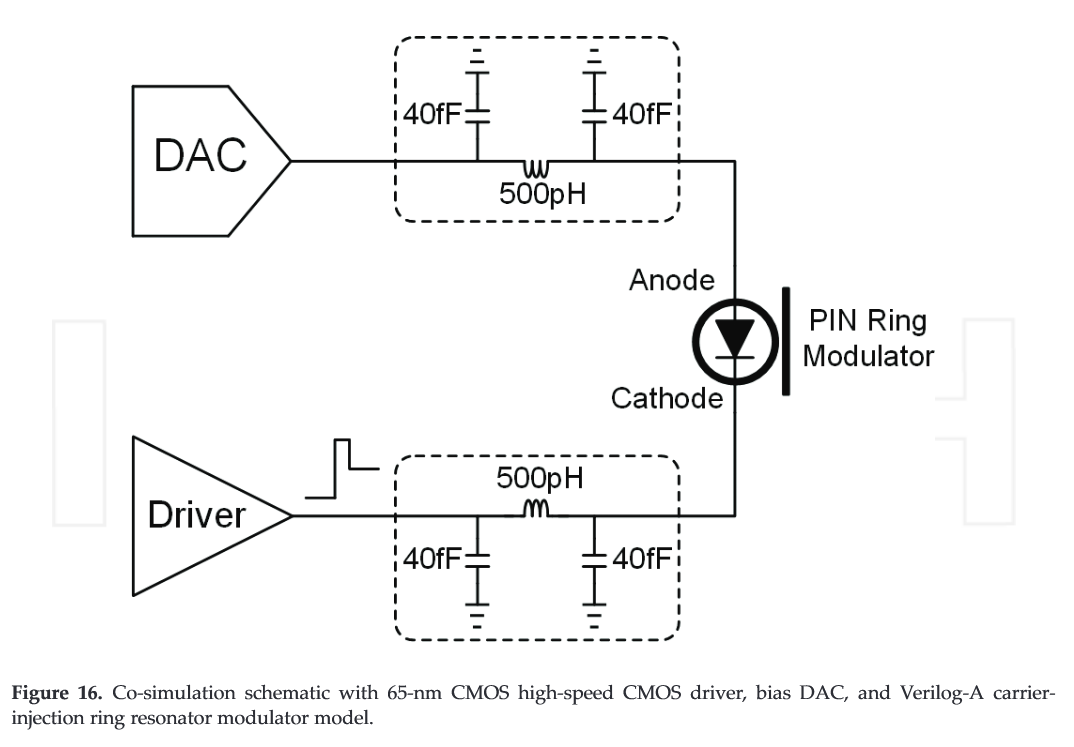 40fF
40fF
DAC
500pH
Anode
PIN Ring
Modulator
Cathode
500pH
Driver
40fF
40fF
Figure 16. Co-simulation schematic with 65-nm CMOS high-speed CMOS driver, bias DAC, and Verilog-A carrier-
injection ring resonator modulator model.